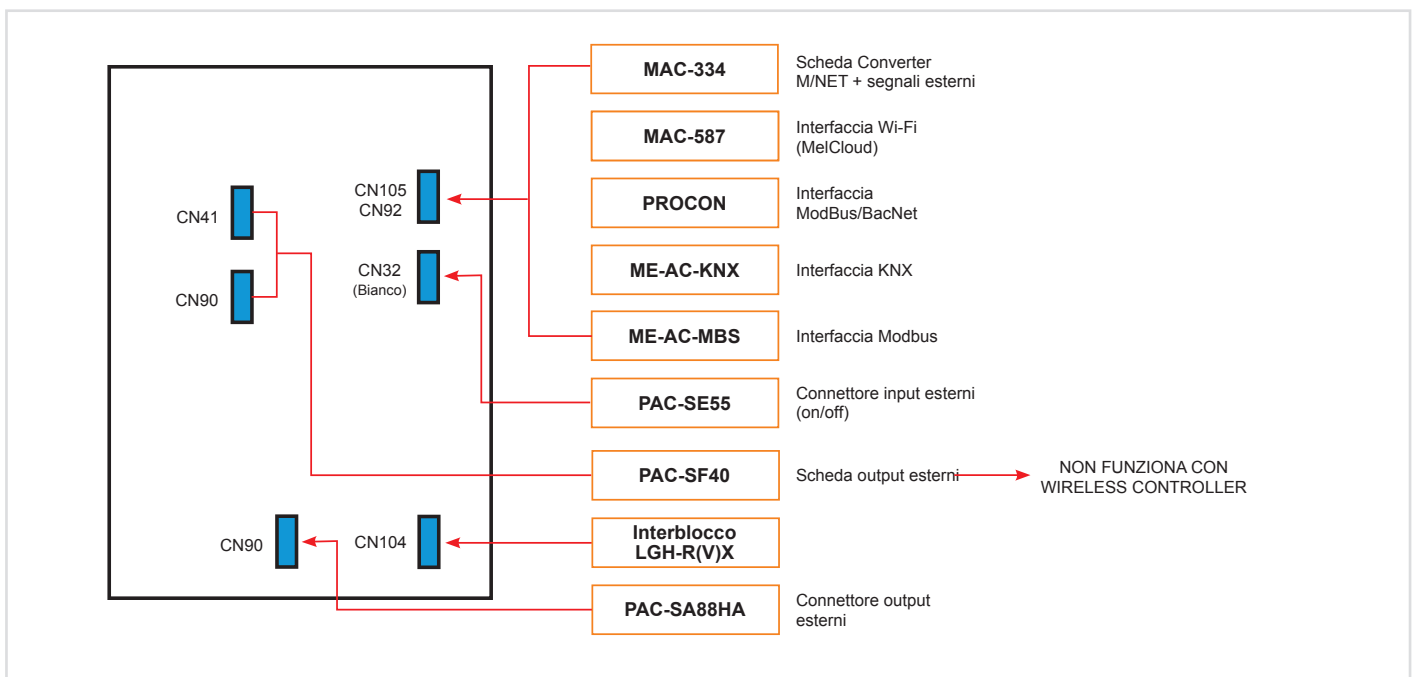 MAC-334
Scheda Converter
M/NET + segnali esterni
MAC-587
Interfaccia Wi-Fi
(MelCloud)
CN105
CN92
PROCON
Interfaccia
ModBus/BacNet
CN41
CN32
(Bianco)
ME-AC-KNX
Interfaccia KNX
CN90
ME-AC-MBS
Interfaccia Modbus
PAC-SE55
Connettore input esterni
(on/off)
PAC-SF40
Scheda output esterni
NON FUNZIONA CON
WIRELESS CONTROLLER
CN90
CN104
Interblocco
LGH-R(V)X
PAC-SA88HA
Connettore output
esterni